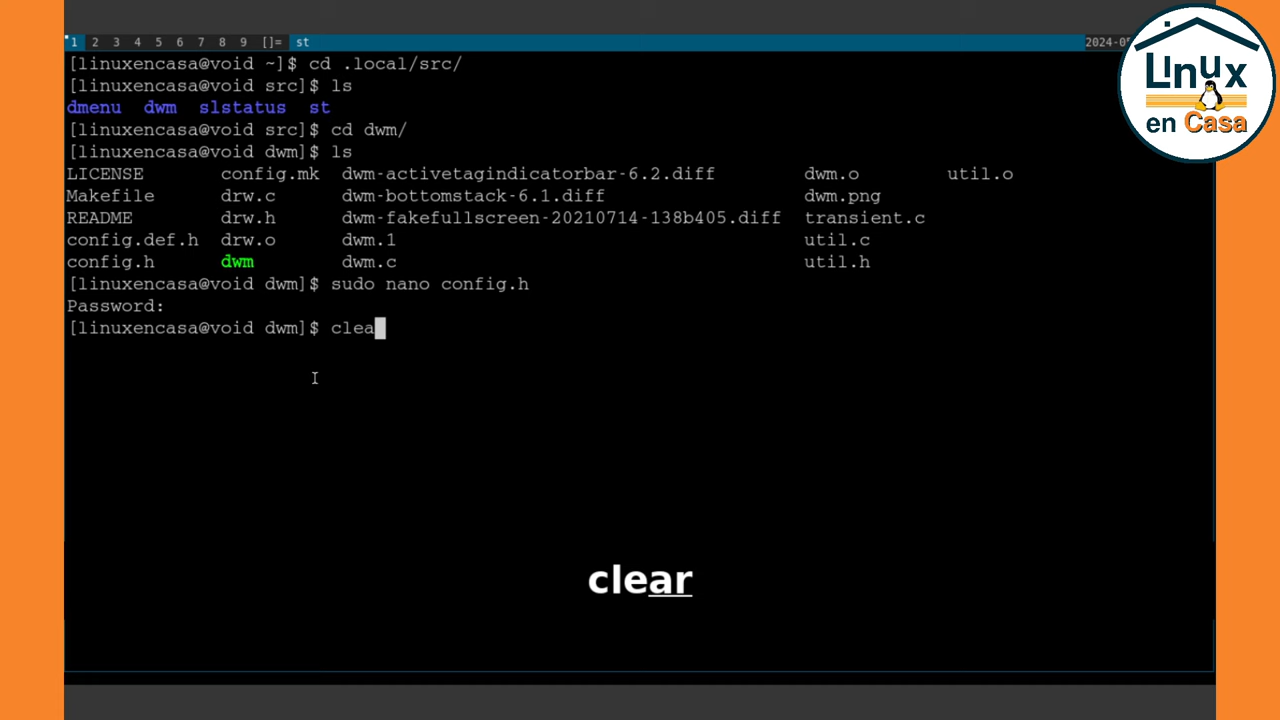 1 2 3 4 5 6 7 8 9 []= st 2024-05
[linuxencasa@void ~]$ cd .local/src/
[linuxencasa@void src]$ ls
dmenu dwm slstatus st
[linuxencasa@void src]$ cd dwm/
[linuxencasa@void dwm]$ ls
LICENSE config.mk dwm-activetagindicatorbar-6.2.diff dwm.o util.o
Makefile drw.c dwm-bottomstack-6.1.diff dwm.png
README drw.h dwm-fakefullscreen-20210714-138b405.diff transient.c
config.def.h drw.o dwm.1 util.c
config.h dwm dwm.c util.h
[linuxencasa@void dwm]$ sudo nano config.h
Password:
[linuxencasa@void dwm]$ clea
clear
Linux
en Casa